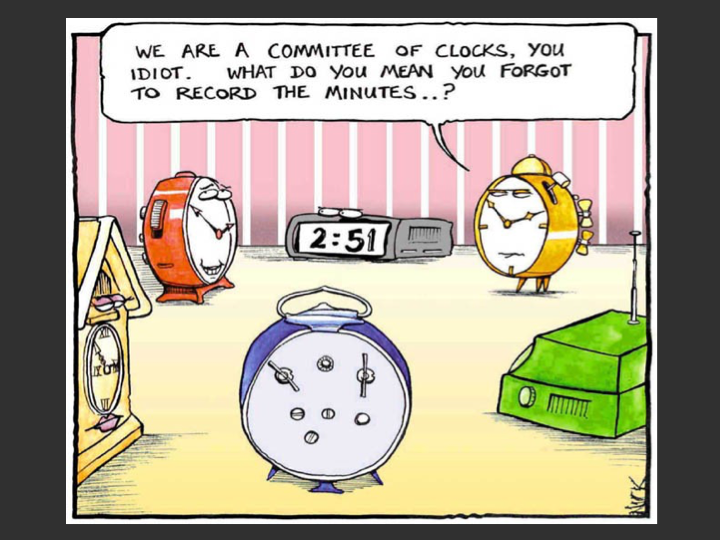 WE ARE A COMMITTEE OF CLOCKS, YOU
IDIOT. WHAT DO YOU MEAN YOU FORGOT
TO RECORD THE MINUTES..?
2:51
XII